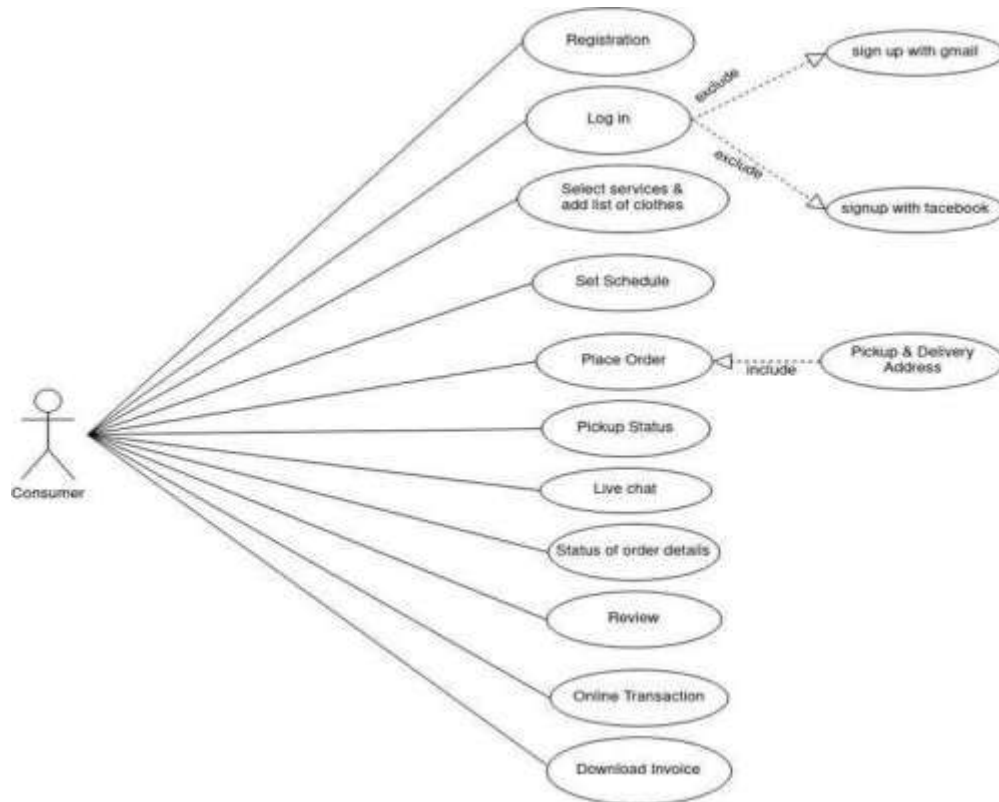 Registration
sign up with gmail
exclude
Log in
exclude
Select services &
add list of clothes
signup with facebook
Set Schedule
Place Order
include
Pickup & Delivery
Address
Pickup Status
Consumer
Live chat
Status of order details
Review
Online Transaction
Download Invoice